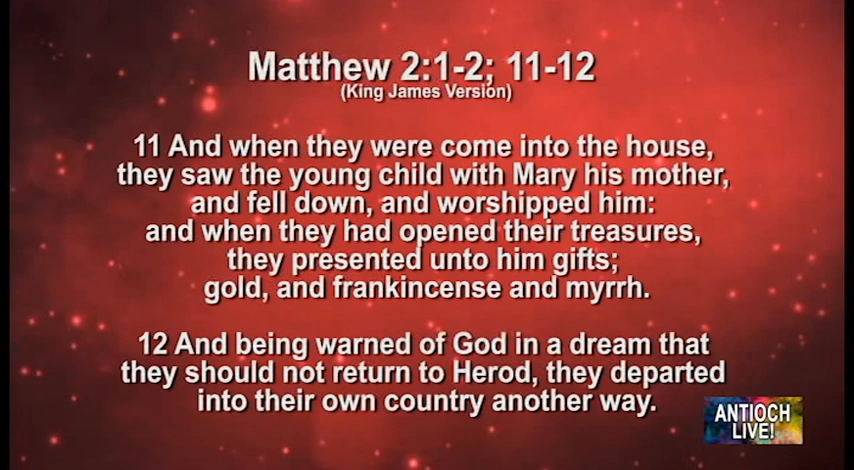 Matthew 2:1-2; 11-12
(King James Version)
11 And when they were come into the house,
they saw the young child with Mary his mother,
and fell down, and worshipped him:
and when they had opened their treasures,
they presented unto him gifts;
gold, and frankincense and myrrh.
12 And being warned of God in a dream that
they should not return to Herod, they departed
into their own country another way.
ANTIOCH
LIVE!